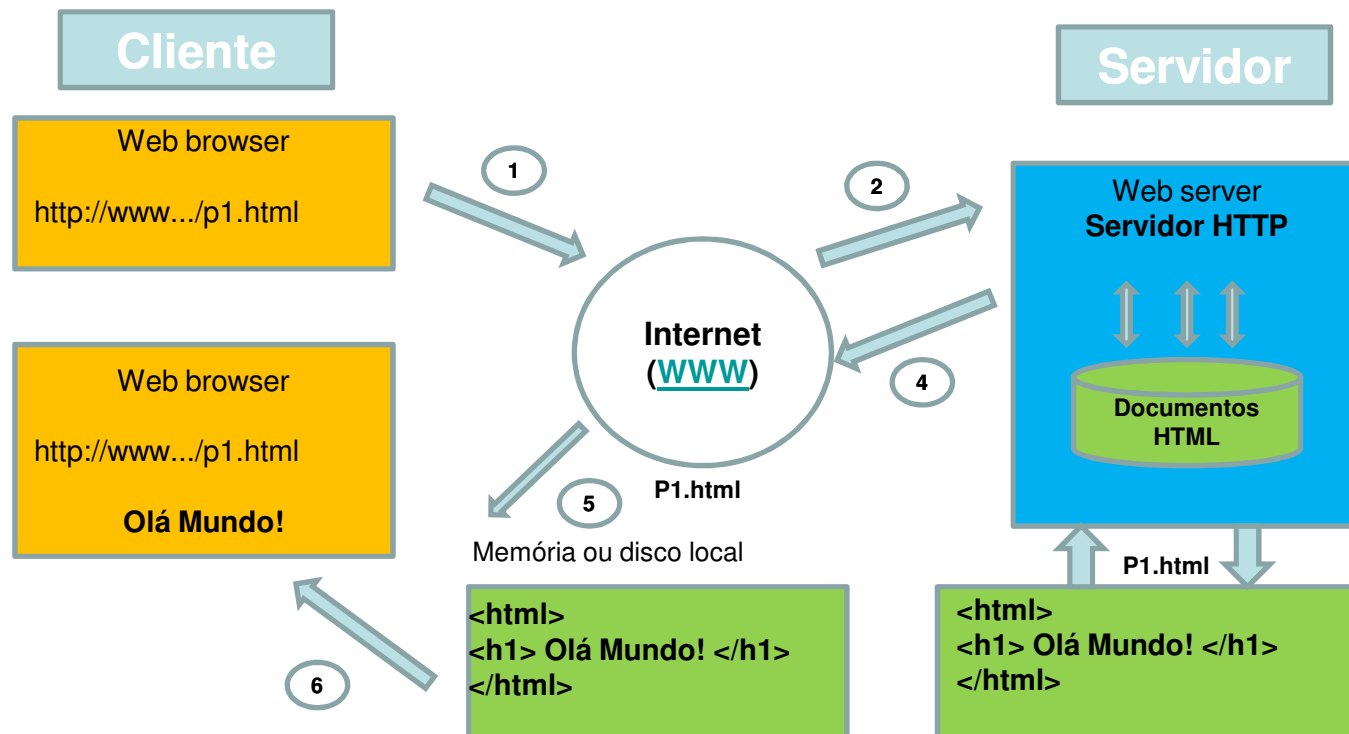 Cliente
Servidor
Web browser
http://www.../p1.html
1
2
Web server
Servidor HTTP
Internet
(WWW)
4
Documentos
HTML
Web browser
http://www.../p1.html
Olá Mundo!
5
P1.html
Memória ou disco local
P1.html
<html>
<h1> Olá Mundo! </h1>
</html>
6
<html>
<h1> Olá Mundo! </h1>
</html>